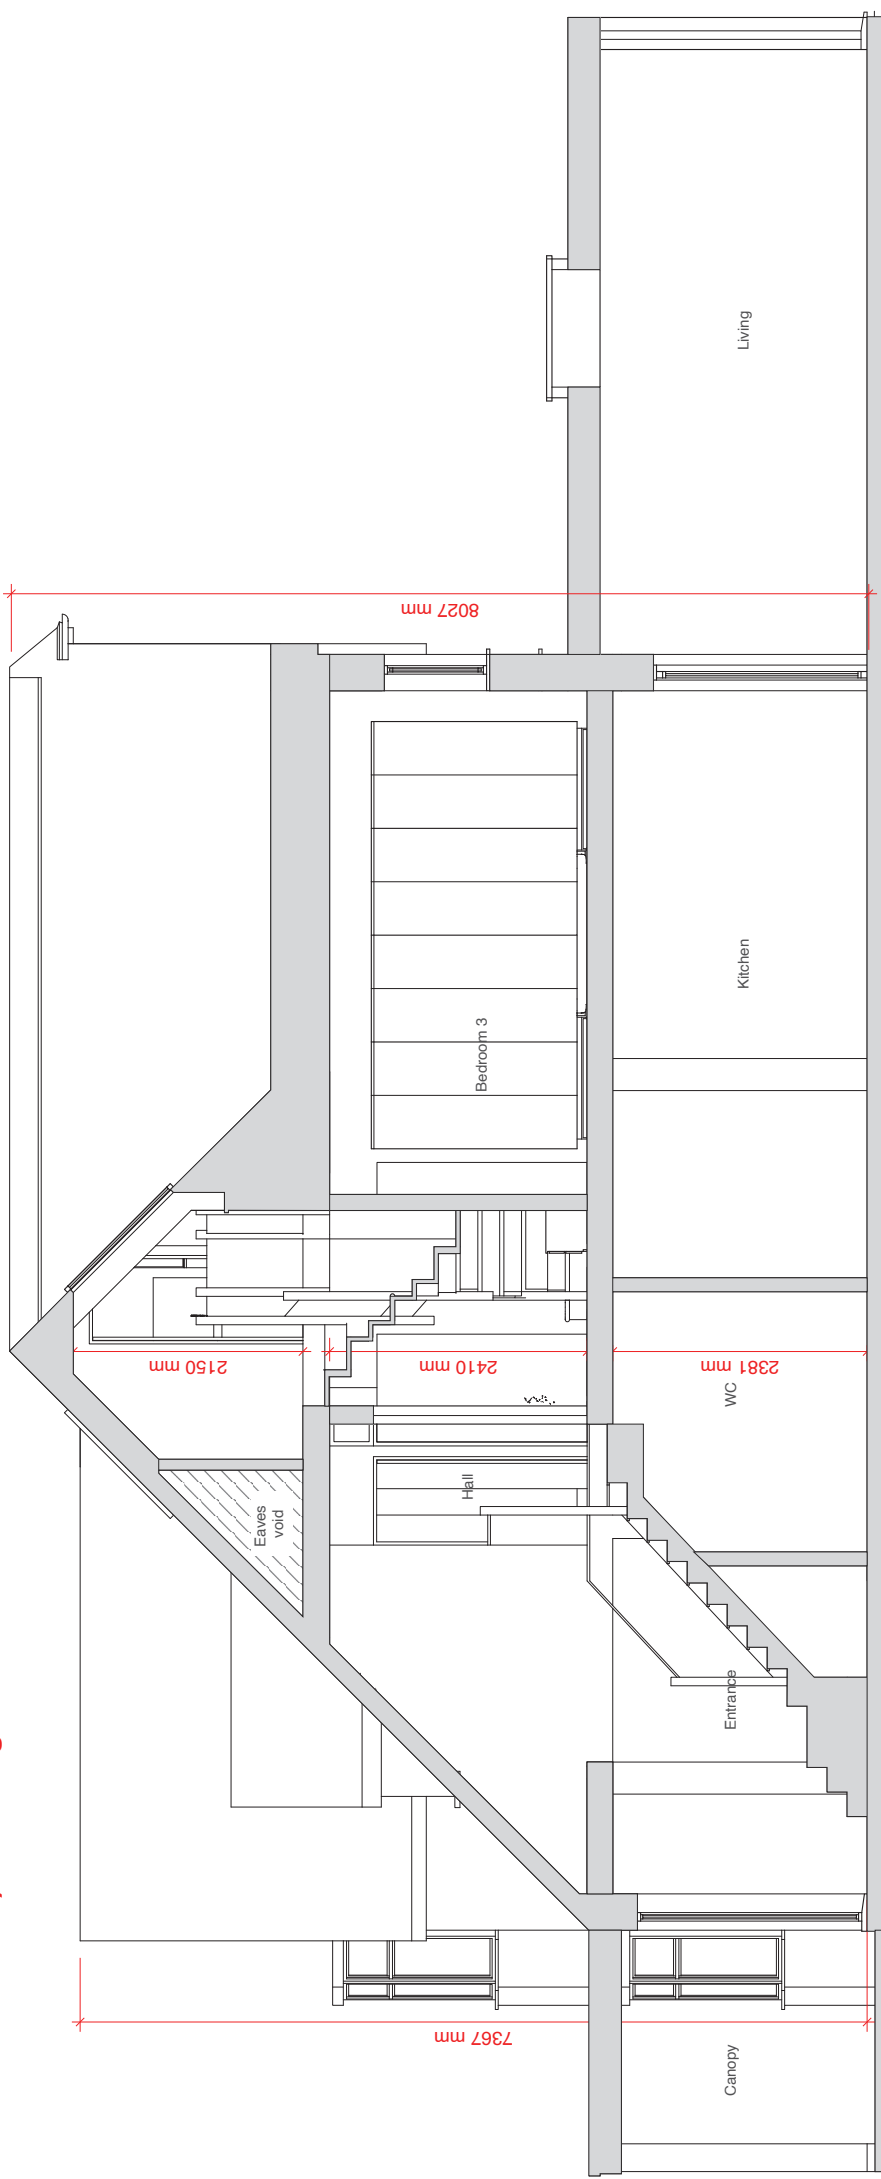 Canopy
7367 mm
Entrance
Hall
Eaves
void
WC
2381 mm
2410 mm
2150 mm
Bedroom 3
Kitchen
8027 mm
Living